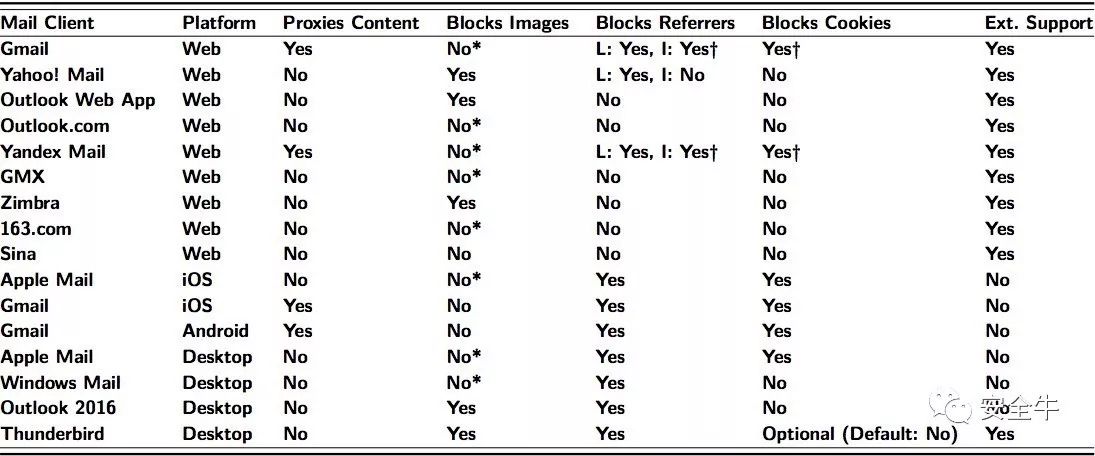 Mail Client Platform Proxies Content Blocks Images Blocks Referrers Blocks Cookies Ext. Support
Gmail Web Yes No* L: Yes, I: Yes† Yes† Yes
Yahoo! Mail Web No Yes L: Yes, I: No No Yes
Outlook Web App Web No Yes No No Yes
Outlook.com Web No No* No No Yes
Yandex Mail Web Yes No* L: Yes, I: Yes† Yes† Yes
GMX Web No No* No No Yes
Zimbra Web No Yes No No Yes
163.com Web No No* No No Yes
Sina Web No No No No Yes
Apple Mail iOS No No* Yes Yes No
Gmail iOS Yes No Yes Yes No
Gmail Android Yes No Yes Yes No
Apple Mail Desktop No No* Yes Yes No
Windows Mail Desktop No No* Yes No No
Outlook 2016 Desktop No Yes Yes No No
安全牛
Thunderbird Desktop No Yes Yes Optional (Default: No) Yes